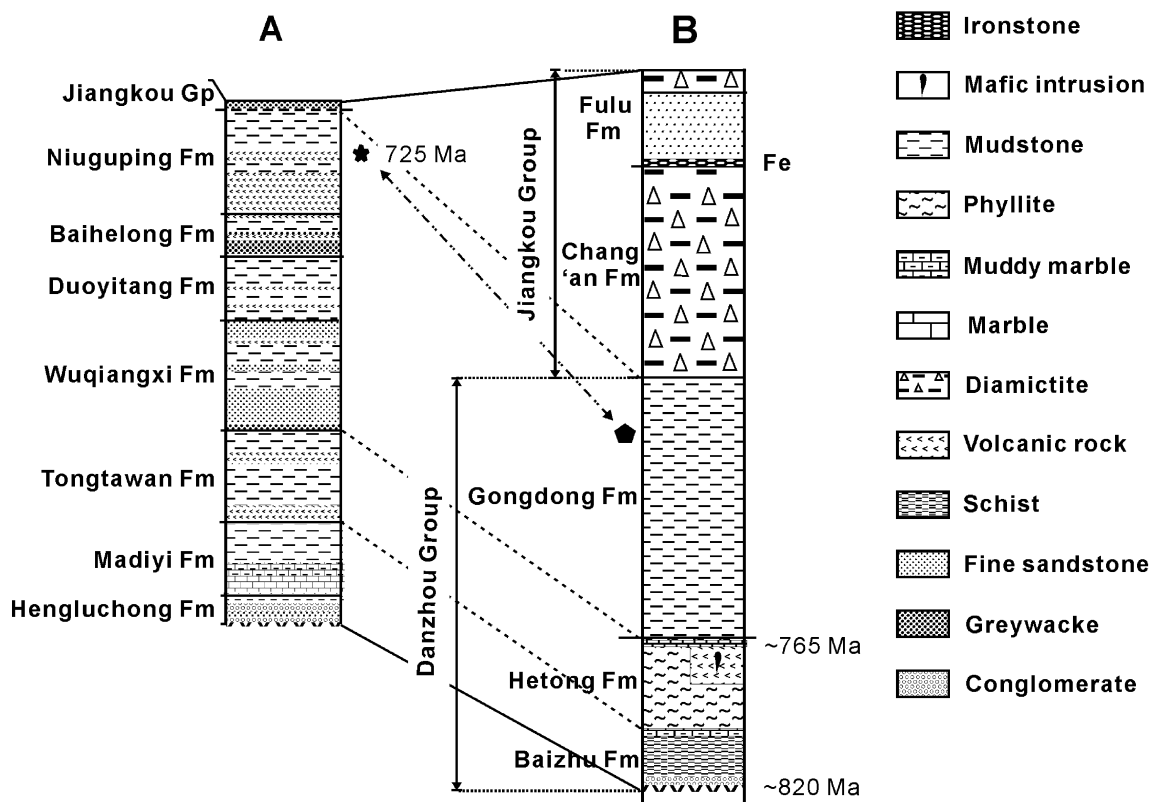 A
Jiangkou Gp
Niuguping Fm
Baihelong Fm
Duoyitang Fm
Wuqiangxi Fm
Tongtawan Fm
Madiyi Fm
Hengluchong Fm
725 Ma
B
Jiangkou Group
Danzhou Group
Fulu
Fm
Fe
Chang
‘an Fm
Gongdong Fm
~765 Ma
Hetong Fm
Baizhu Fm
~820 Ma
Ironstone
Mafic intrusion
Mudstone
Phyllite
Muddy marble
Marble
Diamictite
Volcanic rock
Schist
Fine sandstone
Greywacke
Conglomerate